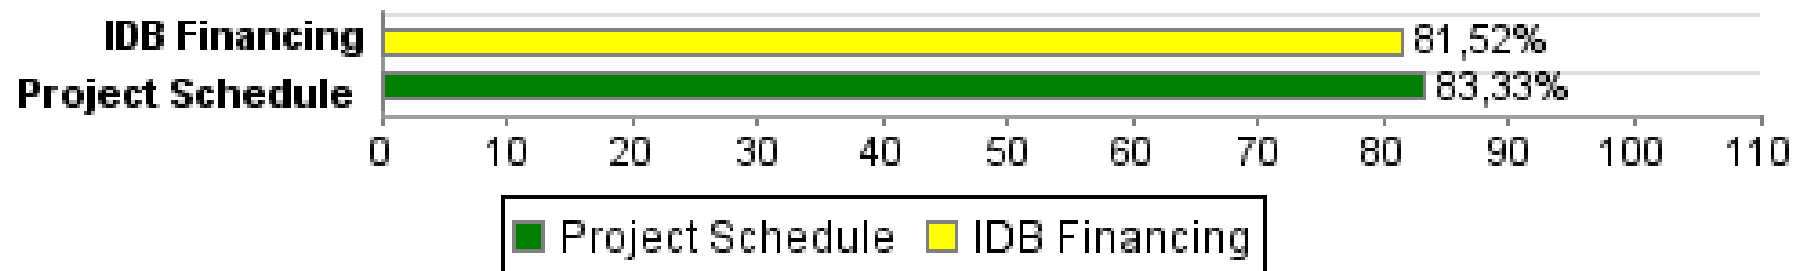 IDB Financing 81,52%
Project Schedule 83,33%
0 10 20 30 40 50 60 70 80 90 100 110
Project Schedule IDB Financing